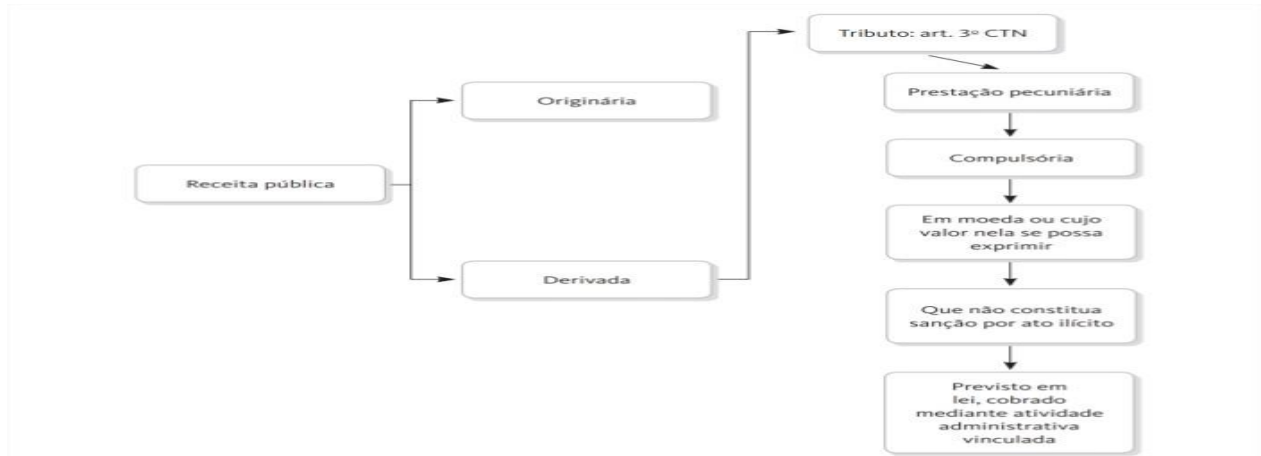 Receita pública
Originária
Derivada
Tributo: art. 3º CTN
Prestação pecuniária
Compulsória
Em moeda ou cujo
valor nela se possa
exprimir
Que não constitua
sanção por ato ilícito
Previsto em
lei, cobrado
mediante atividade
administrativa
vinculada